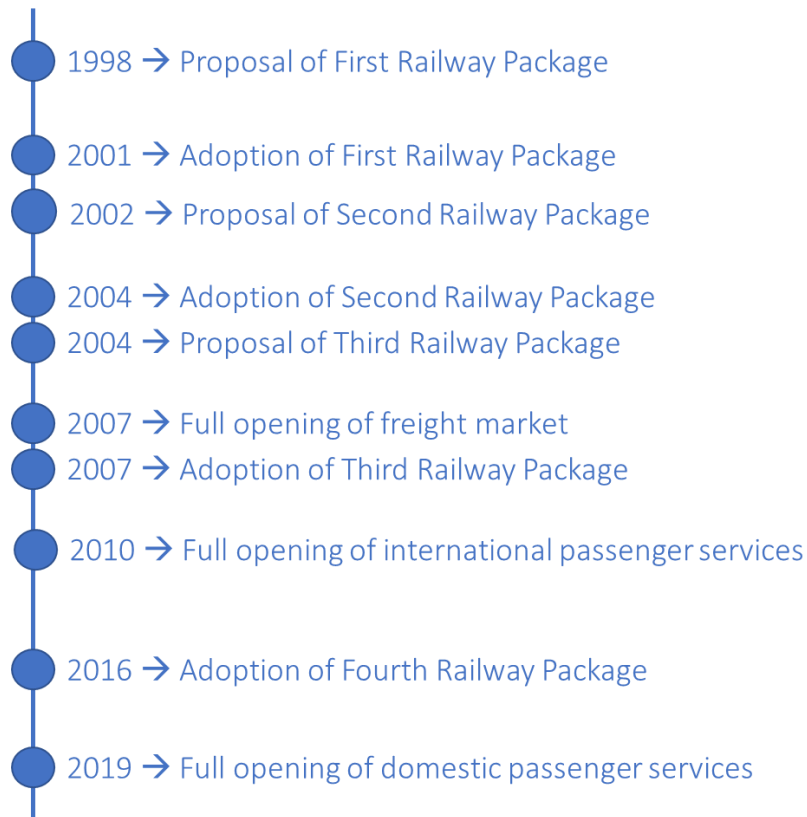 1998 → Proposal of First Railway Package
2001 → Adoption of First Railway Package
2002 → Proposal of Second Railway Package
2004 → Adoption of Second Railway Package
2004 → Proposal of Third Railway Package
2007 → Full opening of freight market
2007 → Adoption of Third Railway Package
2010 → Full opening of international passenger services
2016 → Adoption of Fourth Railway Package
2019 → Full opening of domestic passenger services